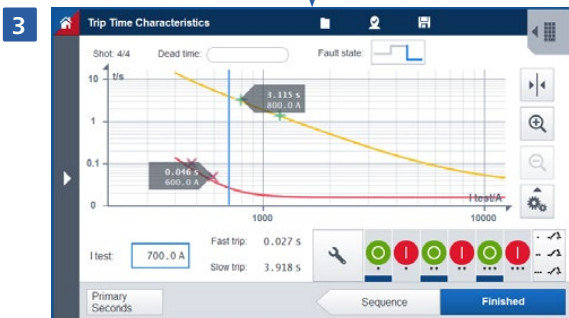 3
Trip Time Characteristics
Shot: 4/4 Dead time: Fault state:
t/s
10
1
0.1
0
3.115 s
800.0 A
0.046 s
600.0 A
I test/A
1000 10000
I test: 700.0 A
Fast trip: 0.027 s
Slow trip: 3.918 s
Primary
Seconds
Sequence
Finished